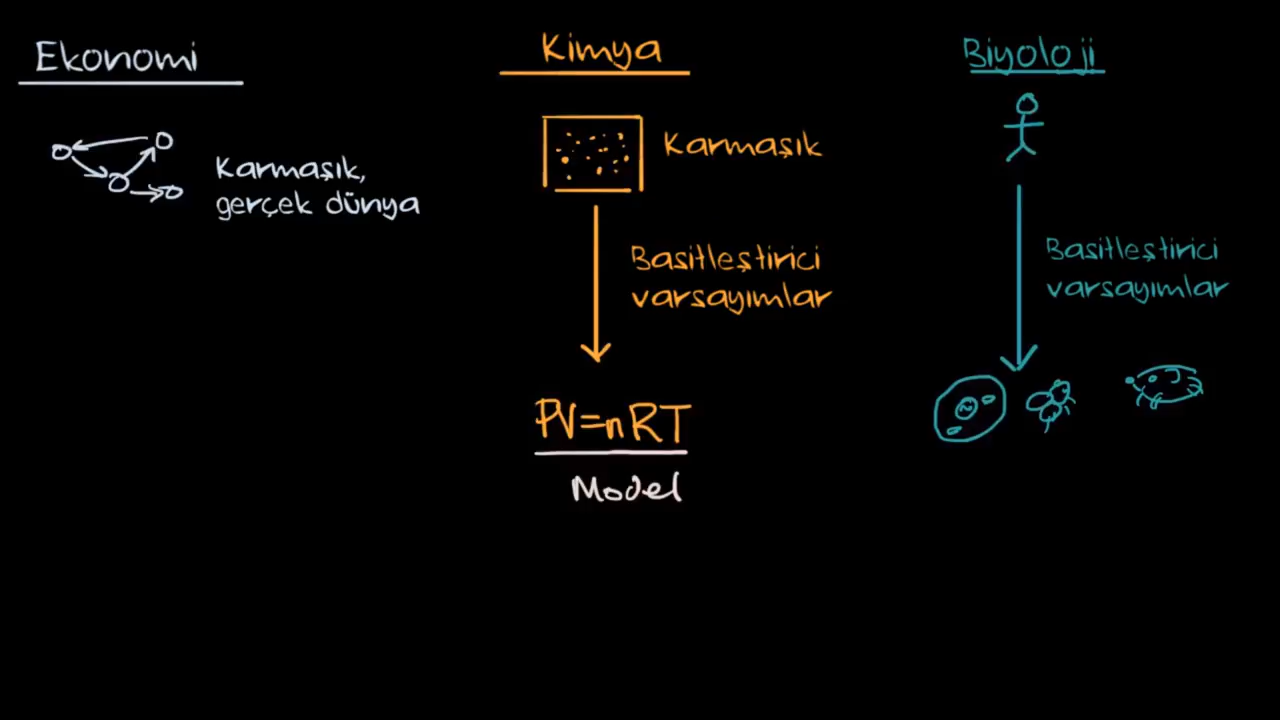 Ekonomi
Karmaşık,
gerçek dünya
Kimya
Karmaşık
Basitleştirici
varsayımlar
PV=nRT
Model
Biyoloji
Basitleştirici
varsayımlar